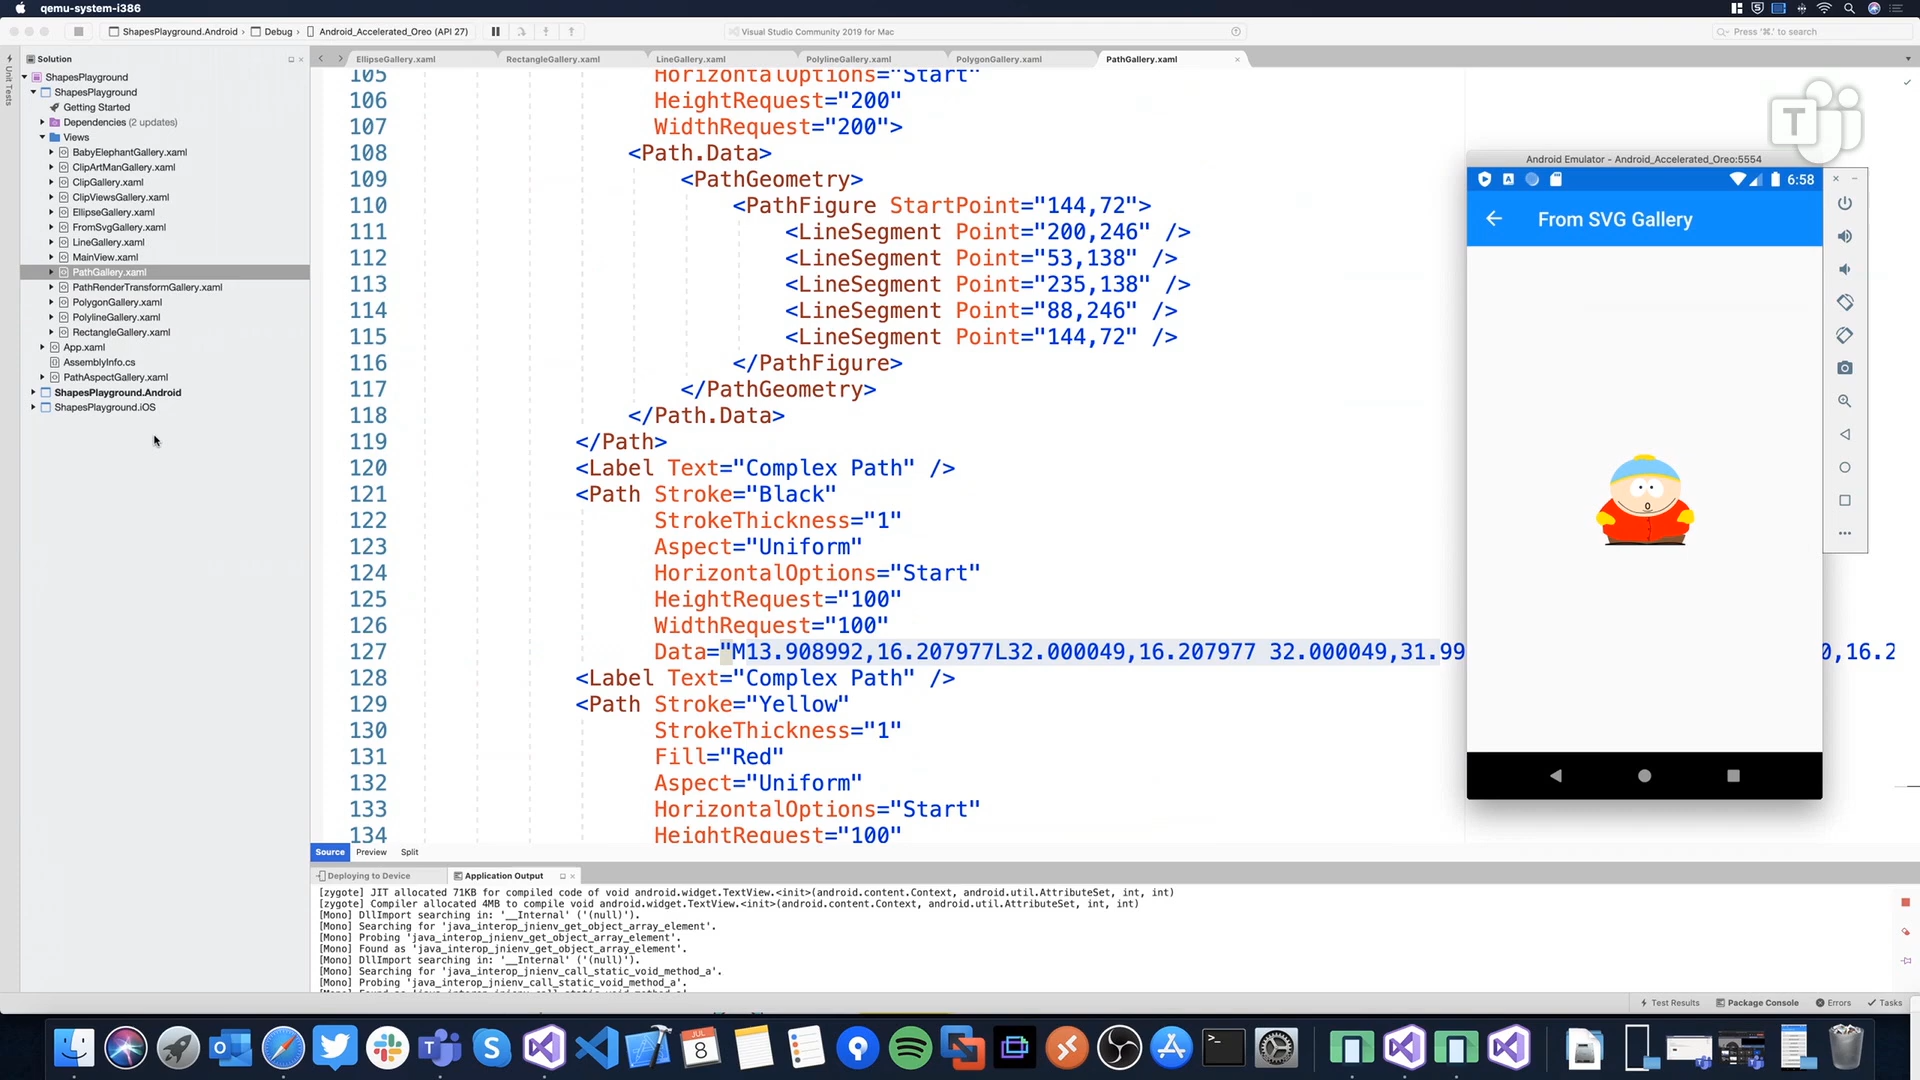 qemu-system-i386
ShapesPlayground.Android
Debug
Android_Accelerated_Oreo (API 27)
Visual Studio Community 2019 for Mac
Press '⌘.' to search
Unit Tests
Solution
ShapesPlayground
ShapesPlayground
Getting Started
Dependencies (2 updates)
Views
BabyElephantGallery.xaml
ClipArtManGallery.xaml
ClipGallery.xaml
ClipViewsGallery.xaml
EllipseGallery.xaml
FromSvgGallery.xaml
LineGallery.xaml
MainView.xaml
PathGallery.xaml
PathRenderTransformGallery.xaml
PolygonGallery.xaml
PolylineGallery.xaml
RectangleGallery.xaml
App.xaml
AssemblyInfo.cs
PathAspectGallery.xaml
ShapesPlayground.Android
ShapesPlayground.iOS
EllipseGallery.xaml
RectangleGallery.xaml
LineGallery.xaml
PolylineGallery.xaml
PolygonGallery.xaml
PathGallery.xaml
105 HorizontalOptions="Start"
106 HeightRequest="200"
107 WidthRequest="200">
108 <Path.Data>
109 <PathGeometry>
110 <PathFigure StartPoint="144,72">
111 <LineSegment Point="200,246" />
112 <LineSegment Point="53,138" />
113 <LineSegment Point="235,138" />
114 <LineSegment Point="88,246" />
115 <LineSegment Point="144,72" />
116 </PathFigure>
117 </PathGeometry>
118 </Path.Data>
119 </Path>
120 <Label Text="Complex Path" />
121 <Path Stroke="Black"
122 StrokeThickness="1"
123 Aspect="Uniform"
124 HorizontalOptions="Start"
125 HeightRequest="100"
126 WidthRequest="100"
127 Data="M13.908992,16.207977L32.000049,16.207977 32.000049,31.99
0,16.2
128 <Label Text="Complex Path" />
129 <Path Stroke="Yellow"
130 StrokeThickness="1"
131 Fill="Red"
132 Aspect="Uniform"
133 HorizontalOptions="Start"
134 HeightRequest="100"
T
Android Emulator - Android_Accelerated_Oreo:5554
6:58
From SVG Gallery
Source
Preview
Split
Deploying to Device
Application Output
[zygote] JIT allocated 71KB for compiled code of void android.widget.TextView.<init>(android.content.Context, android.util.AttributeSet, int, int)
[zygote] Compiler allocated 4MB to compile void android.widget.TextView.<init>(android.content.Context, android.util.AttributeSet, int, int)
[Mono] DllImport searching in: '__Internal' ('(null)').
[Mono] Searching for 'java_interop_jnienv_get_object_array_element'.
[Mono] Probing 'java_interop_jnienv_get_object_array_element'.
[Mono] Found as 'java_interop_jnienv_get_object_array_element'.
[Mono] DllImport searching in: '__Internal' ('(null)').
[Mono] Searching for 'java_interop_jnienv_call_static_void_method_a'.
[Mono] Probing 'java_interop_jnienv_call_static_void_method_a'.
Test Results
Package Console
Errors
Tasks
JUL
8